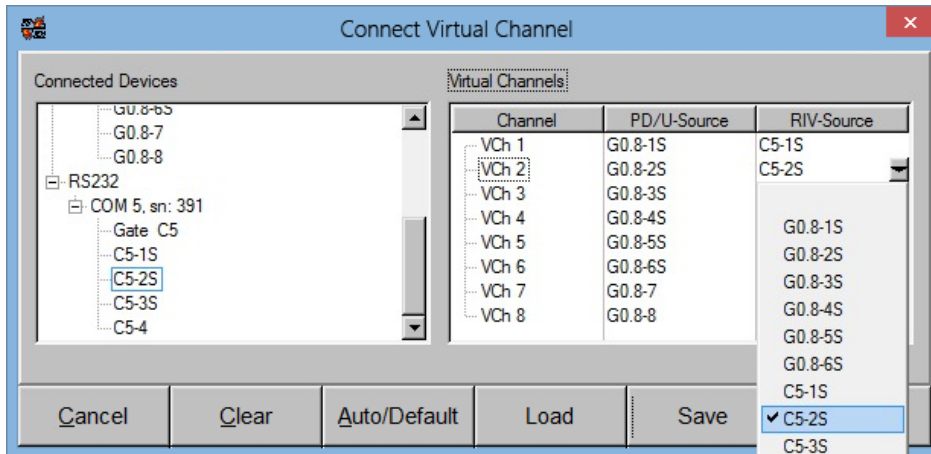 Connect Virtual Channel
Connected Devices
G0.8-6S
G0.8-7
G0.8-8
RS232
COM 5, sn: 391
Gate C5
C5-1S
C5-2S
C5-3S
C5-4
Virtual Channels
Channel PD/U-Source RIV-Source
VCh 1 G0.8-1S C5-1S
VCh 2 G0.8-2S C5-2S
VCh 3 G0.8-3S
VCh 4 G0.8-4S
VCh 5 G0.8-5S
VCh 6 G0.8-6S
VCh 7 G0.8-7
VCh 8 G0.8-8
G0.8-1S
G0.8-2S
G0.8-3S
G0.8-4S
G0.8-5S
G0.8-6S
C5-1S
C5-2S
C5-3S
Cancel Clear Auto/Default Load Save